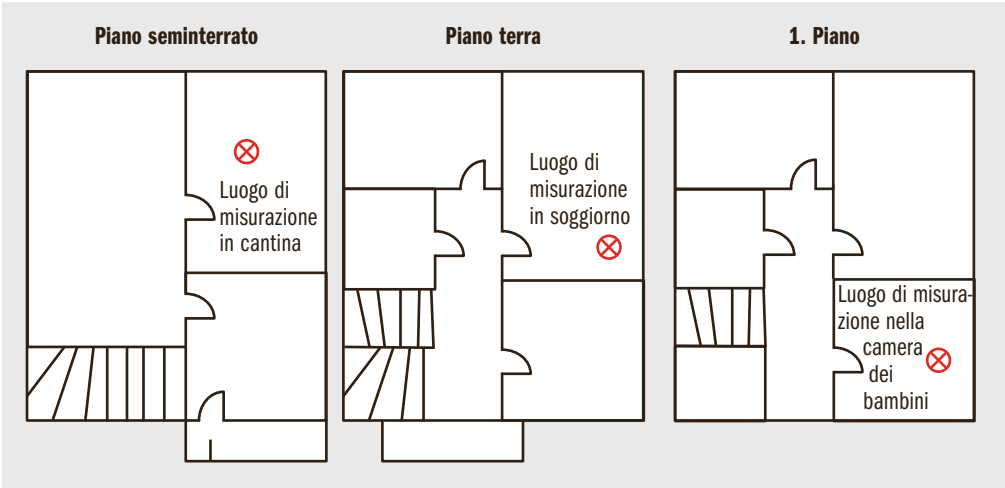 Piano seminterrato
Piano terra
1. Piano
Luogo di
misurazione
in cantina
Luogo di
misurazione
in soggiorno
Luogo di misura-
zione nella
camera
dei
bambini